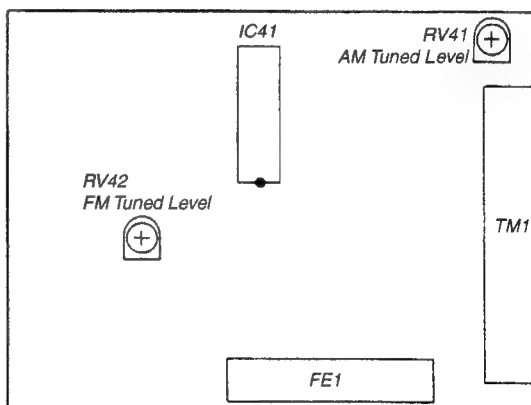 IC41
RV41
AM Tuned Level
RV42
FM Tuned Level
TM1
FE1